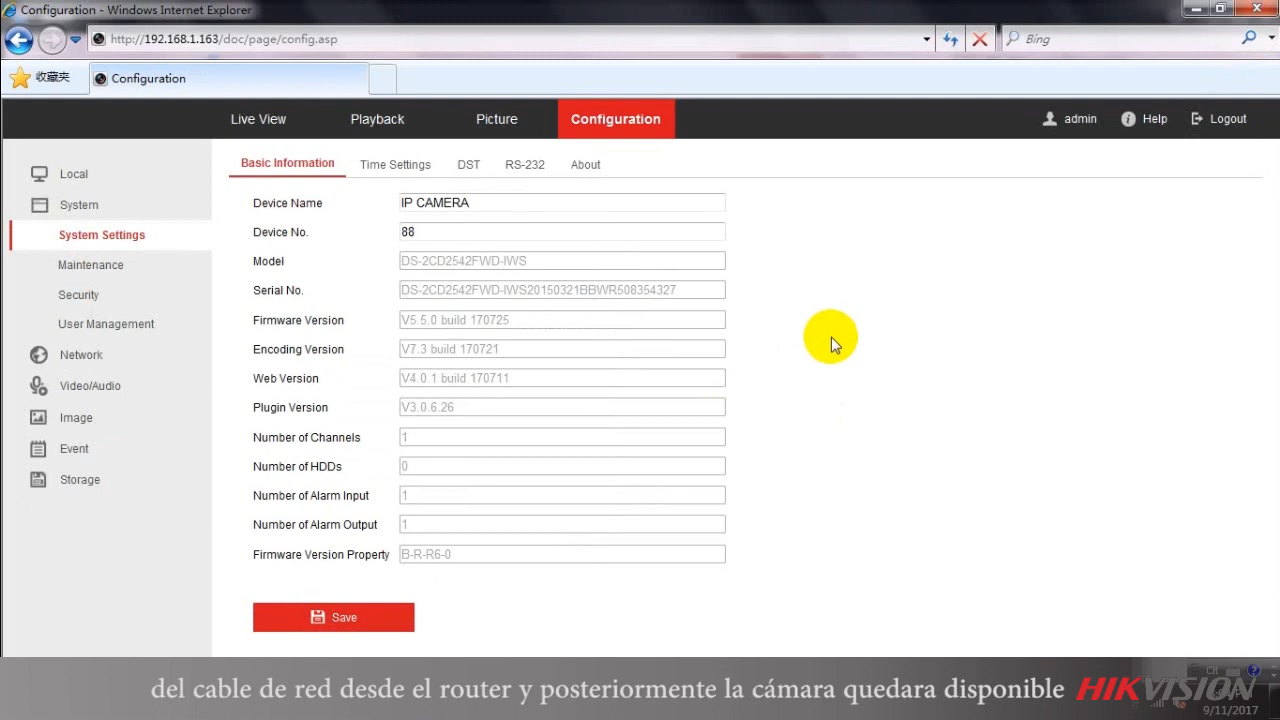 Configuration - Windows Internet Explorer
http://192.168.1.163/doc/page/config.asp
Bing
收藏夹
Configuration
Live View Playback Picture Configuration admin Help Logout
Basic Information Time Settings DST RS-232 About
Local
System
System Settings
Maintenance
Security
User Management
Network
Video/Audio
Image
Event
Storage
Device Name IP CAMERA
Device No. 88
Model DS-2CD2542FWD-IWS
Serial No. DS-2CD2542FWD-IWS20150321BBWR508354327
Firmware Version V5.5.0 build 170725
Encoding Version V7.3 build 170721
Web Version V4.0.1 build 170711
Plugin Version V3.0.6.26
Number of Channels 1
Number of HDDs 0
Number of Alarm Input 1
Number of Alarm Output 1
Firmware Version Property B-R-R6-0
Save
del cable de red desde el router y posteriormente la cámara quedara disponible
HIKVISION
9/11/2017